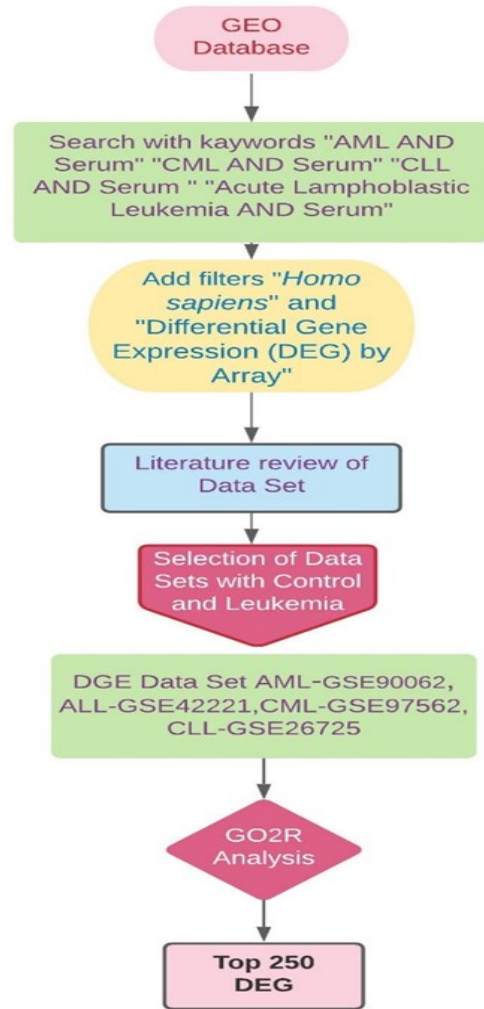 GEO
Database
Search with kaywords "AML AND
Serum" "CML AND Serum" "CLL
AND Serum " "Acute Lamphoblastic
Leukemia AND Serum"
Add filters "Homo
sapiens" and
"Differential Gene
Expression (DEG) by
Array"
Literature review of
Data Set
Selection of Data
Sets with Control
and Leukemia
DGE Data Set AML-GSE90062,
ALL-GSE42221,CML-GSE97562,
CLL-GSE26725
GO2R
Analysis
Top 250
DEG